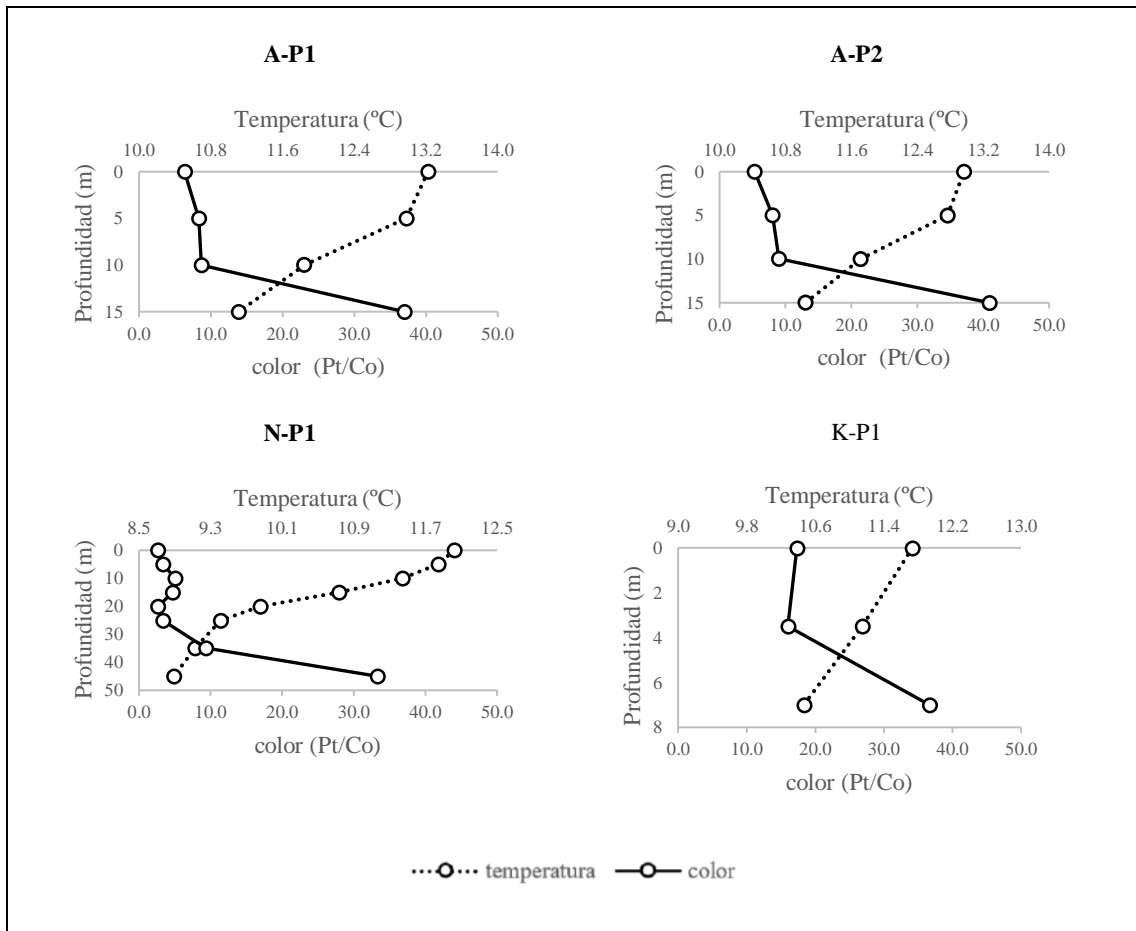 A-P1
Temperatura (ºC)
10.0 10.8 11.6 12.4 13.2 14.0
Profundidad (m)
0
5
10
15
0.0 10.0 20.0 30.0 40.0 50.0
color (Pt/Co)
A-P2
Temperatura (ºC)
10.0 10.8 11.6 12.4 13.2 14.0
Profundidad (m)
0
5
10
15
0.0 10.0 20.0 30.0 40.0 50.0
color (Pt/Co)
N-P1
Temperatura (ºC)
8.5 9.3 10.1 10.9 11.7 12.5
Profundidad (m)
0
10
20
30
40
50
0.0 10.0 20.0 30.0 40.0 50.0
color (Pt/Co)
K-P1
Temperatura (ºC)
9.0 9.8 10.6 11.4 12.2 13.0
Profundidad (m)
0
2
4
6
8
0.0 10.0 20.0 30.0 40.0 50.0
color (Pt/Co)
temperatura color